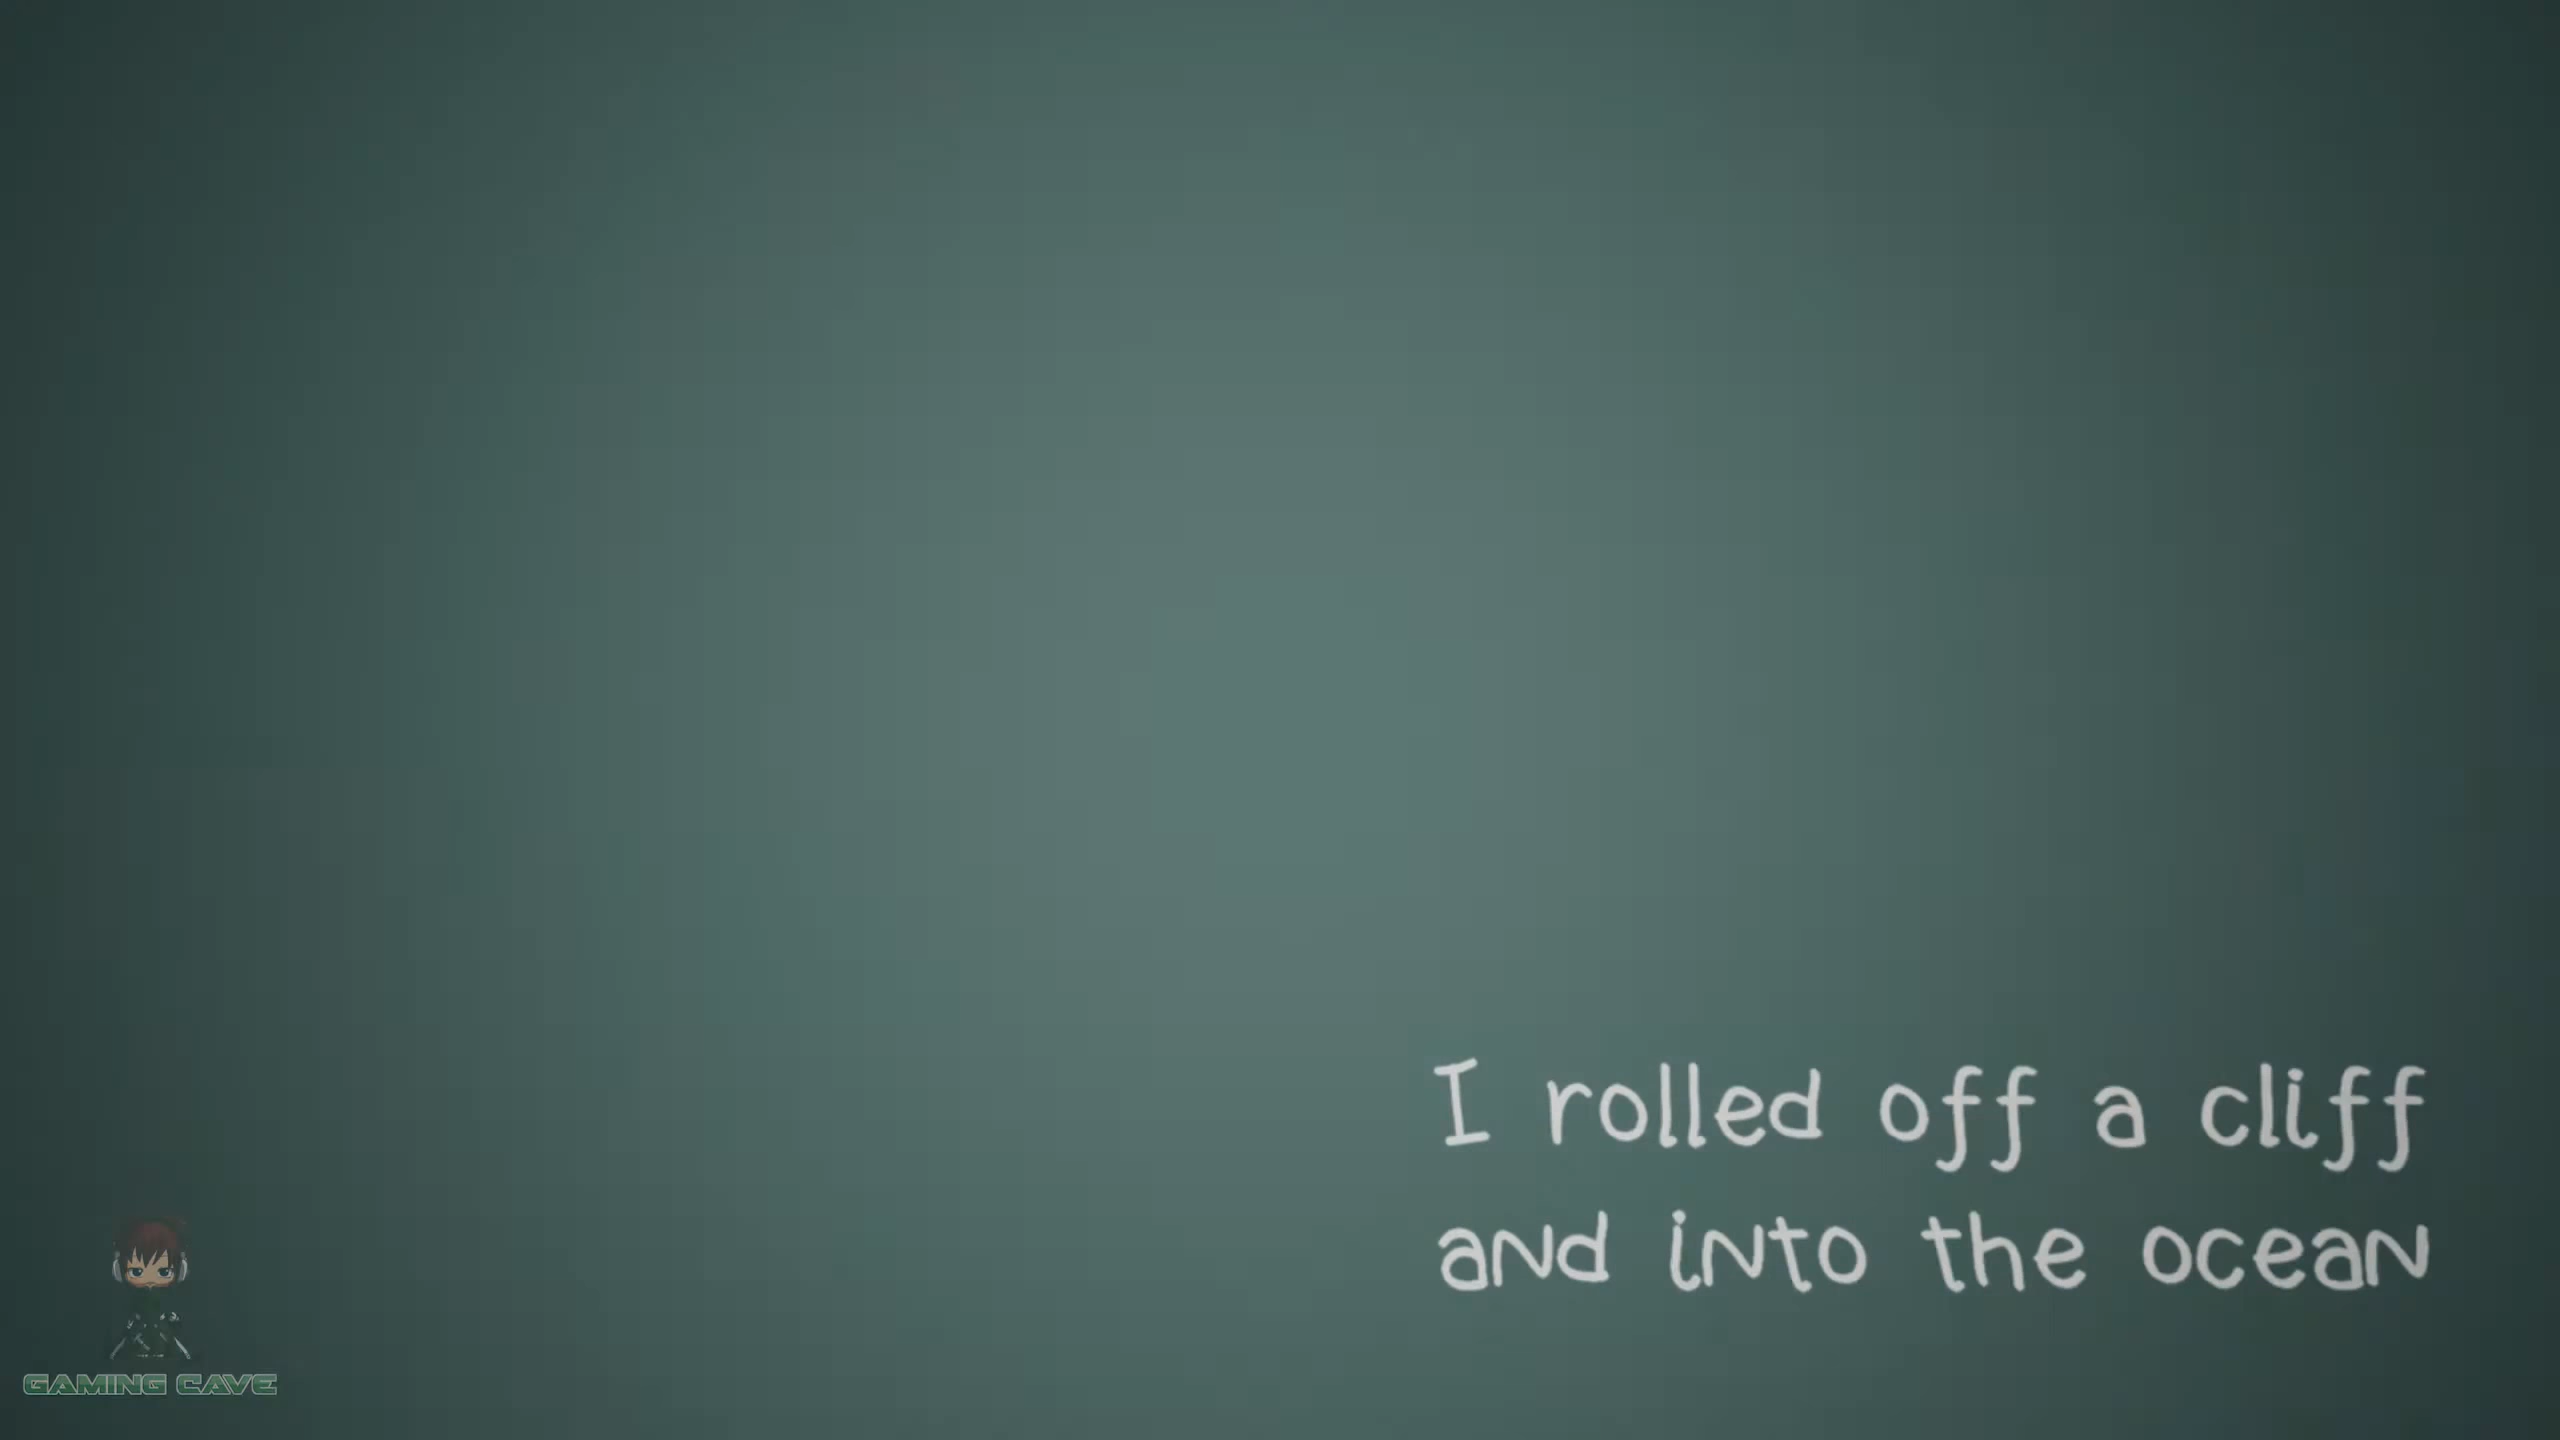 I rolled off a cliff
and into the ocean
GAMING CAVE